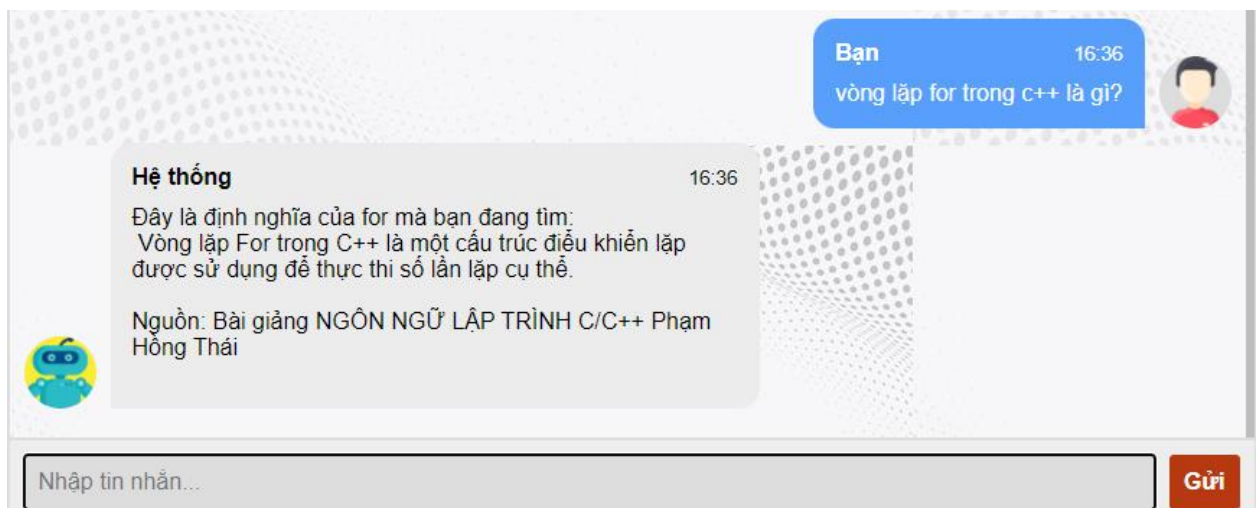 Bạn 16:36
vòng lặp for trong c++ là gì?
Hệ thống 16:36
Đây là định nghĩa của for mà bạn đang tìm:
Vòng lặp For trong C++ là một cấu trúc điều khiển lặp
được sử dụng để thực thi số lần lặp cụ thể.
Nguồn: Bài giảng NGÔN NGỮ LẬP TRÌNH C/C++ Phạm
Hồng Thái
Nhập tin nhắn...
Gửi